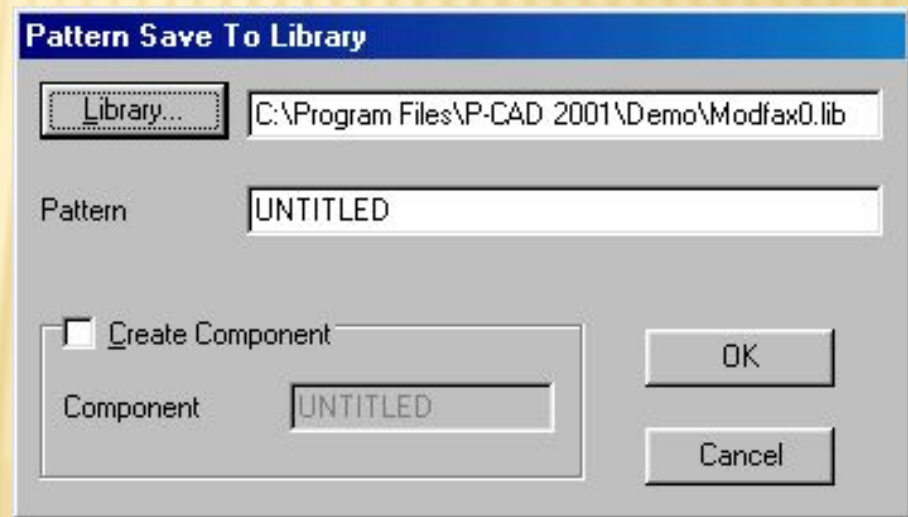 Pattern Save To Library
Library... C:\Program Files\P-CAD 2001\Demo\Modfax0.lib
Pattern UNTITLED
Create Component
Component UNTITLED
OK
Cancel